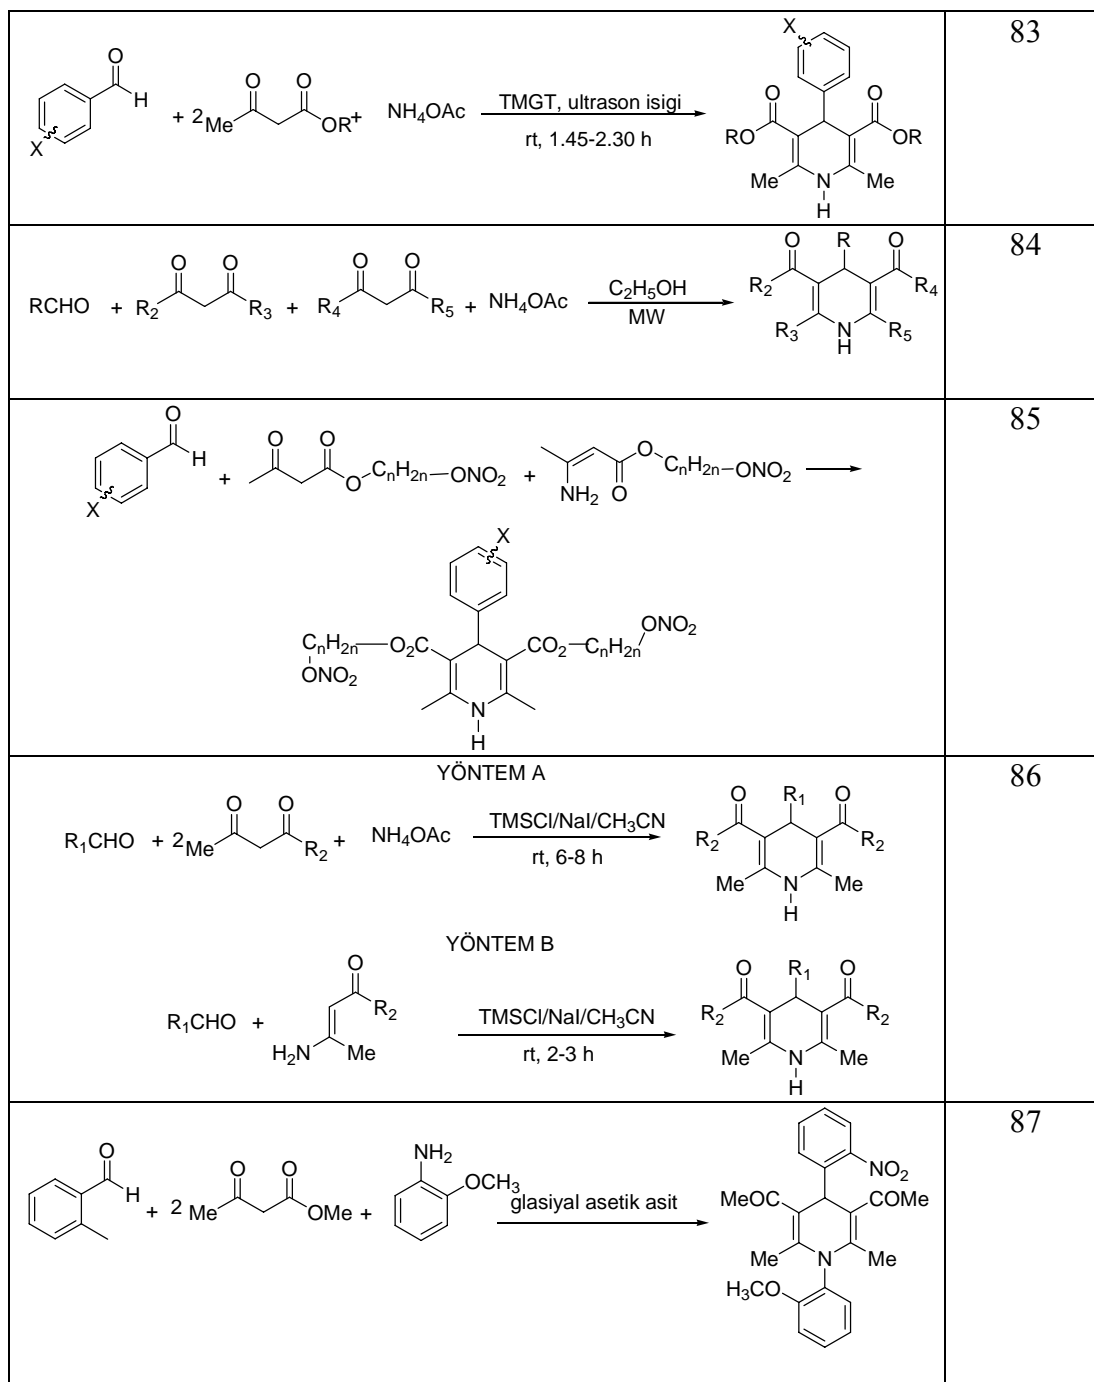 83
O
H
X
+ 2
Me
O
O
OR
+
NH4OAc
TMGT, ultrason isigi
rt, 1.45-2.30 h
X
O
O
RO
OR
Me
N
H
Me
84
RCHO
+
O
O
R2
R3
+
O
O
R4
R5
+ NH4OAc
C2H5OH
MW
O
R
O
R2
R4
R3
N
H
R5
85
O
H
X
+
O
O
O
CnH2n
ONO2
+
NH2
O
O
CnH2n
ONO2
X
CnH2n
O2C
CO2
CnH2n
ONO2
ONO2
N
H
86
YÖNTEM A
R1CHO + 2
Me
O
O
R2
+
NH4OAc
TMSCl/NaI/CH3CN
rt, 6-8 h
O
R1
O
R2
R2
Me
N
H
Me
YÖNTEM B
R1CHO +
O
R2
H2N
Me
TMSCl/NaI/CH3CN
rt, 2-3 h
O
R1
O
R2
R2
Me
N
H
Me
87
O
H
+ 2
Me
O
O
OMe
+
NH2
OCH3
glasiyal asetik asit
NO2
MeOC
COMe
Me
N
Me
H3CO